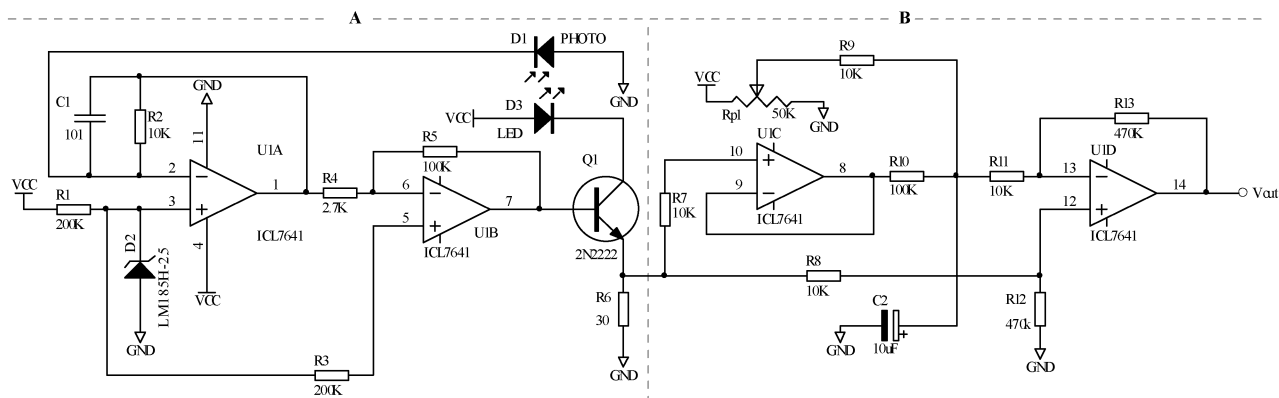 A
B
D1
PHOTO
GND
R9
10K
VCC
Rp1
50K
GND
C1
101
R2
10K
GND
11
D3
VCC
LED
R5
100K
Q1
2N2222
R13
470K
U1A
2
3
1
4
VCC
ICL7641
R4
2.7K
6
5
7
ICL7641
U1B
U1C
10
9
8
ICL7641
R7
10K
R10
100K
R11
10K
U1D
13
12
14
ICL7641
Vout
VCC
R1
200K
D2
LM185H-2.5
GND
R8
10K
R6
30
GND
C2
10uF
+
GND
R12
470k
GND
R3
200K